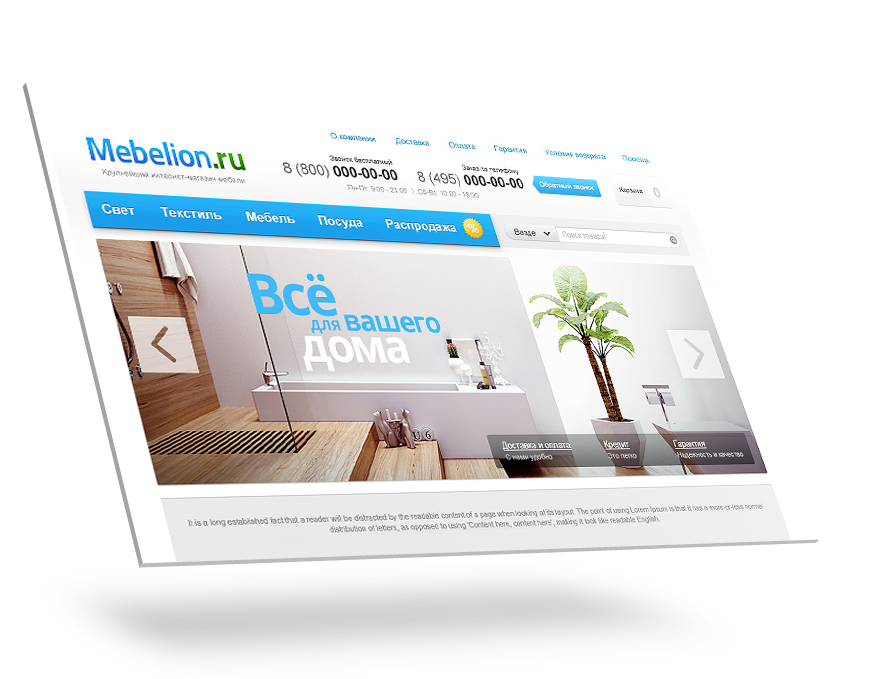 О компании Доставка Оплата Гарантия Условия возврата Помощь
Mebelion.ru
Крупнейший интернет-магазин мебели
Звонок бесплатный
8 (800) 000-00-00
Заказ по телефону
8 (495) 000-00-00
Пн-Пт: 9:00 - 21:00 | Сб-Вс: 10:00 - 18:00
Обратный звонок
Корзина 0
Свет Текстиль Мебель Посуда Распродажа %
Везде Поиск товара
Всё
для вашего
дома
Доставка и оплата
С нами удобно
Кредит
Это легко
Гарантия
Надежность и качество
It is a long established fact that a reader will be distracted by the readable content of a page when looking at its layout. The point of using Lorem Ipsum is that it has a more-or-less normal
distribution of letters, as opposed to using 'Content here, content here', making it look like readable English.